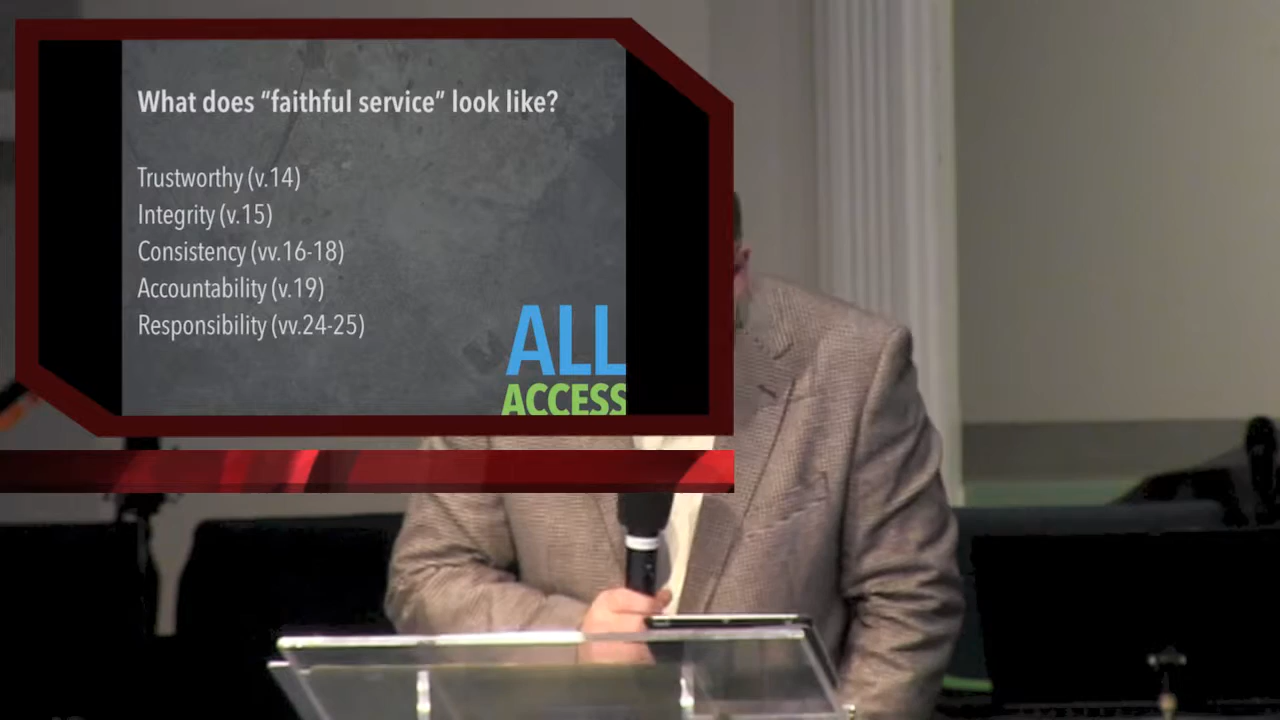 What does “faithful service” look like?
Trustworthy (v.14)
Integrity (v.15)
Consistency (vv.16-18)
Accountability (v.19)
Responsibility (vv.24-25)
ALL
ACCESS